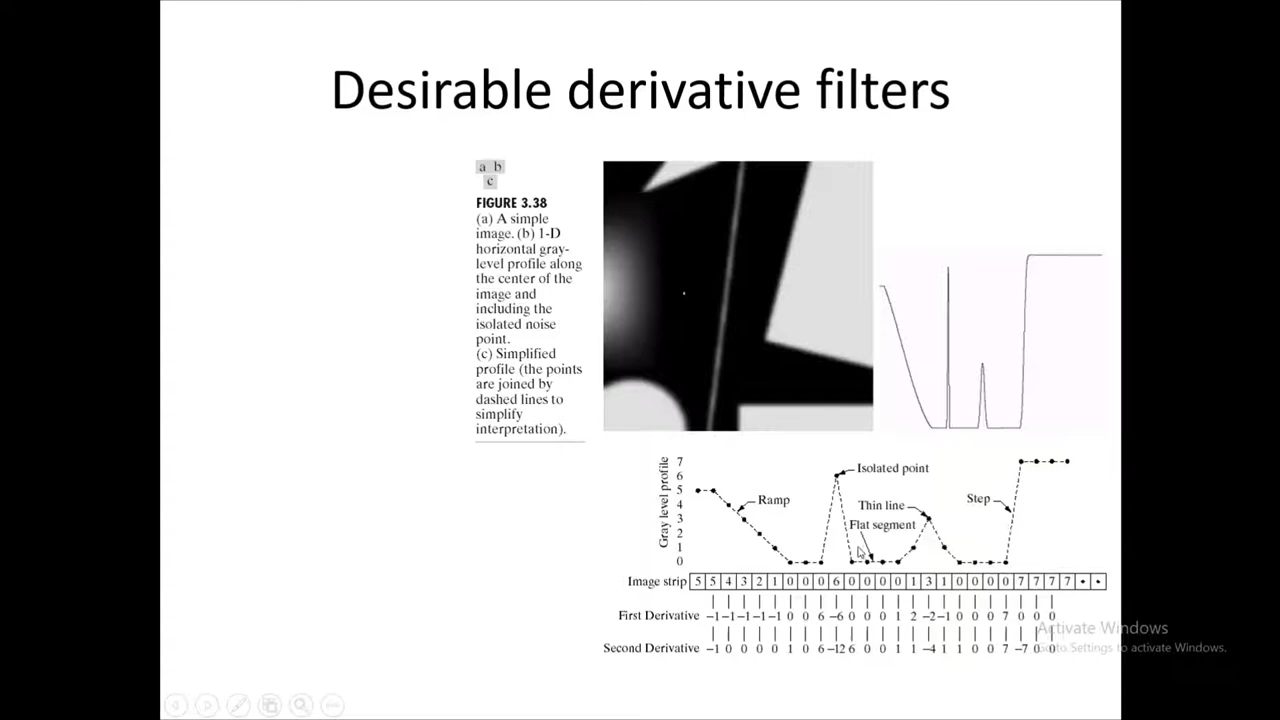 Desirable derivative filters
a b
c
FIGURE 3.38
(a) A simple
image. (b) 1-D
horizontal gray-
level profile along
the center of the
image and
including the
isolated noise
point.
(c) Simplified
profile (the points
are joined by
dashed lines to
simplify
interpretation).
Gray level profile
7
6
5
4
3
2
1
0
Isolated point
Ramp
Thin line
Step
Flat segment
Image strip 5 5 4 3 2 1 0 0 0 6 0 0 0 0 1 3 1 0 0 0 0 7 7 7 7 • •
First Derivative −1 −1 −1 −1 −1 0 0 6 −6 0 0 0 1 2 −2 −1 0 0 0 7 0 0 0
Second Derivative −1 0 0 0 0 1 0 6 −12 6 0 0 1 1 −4 1 1 0 0 7 −7 0 0
Activate Windows
Go to Settings to activate Windows.